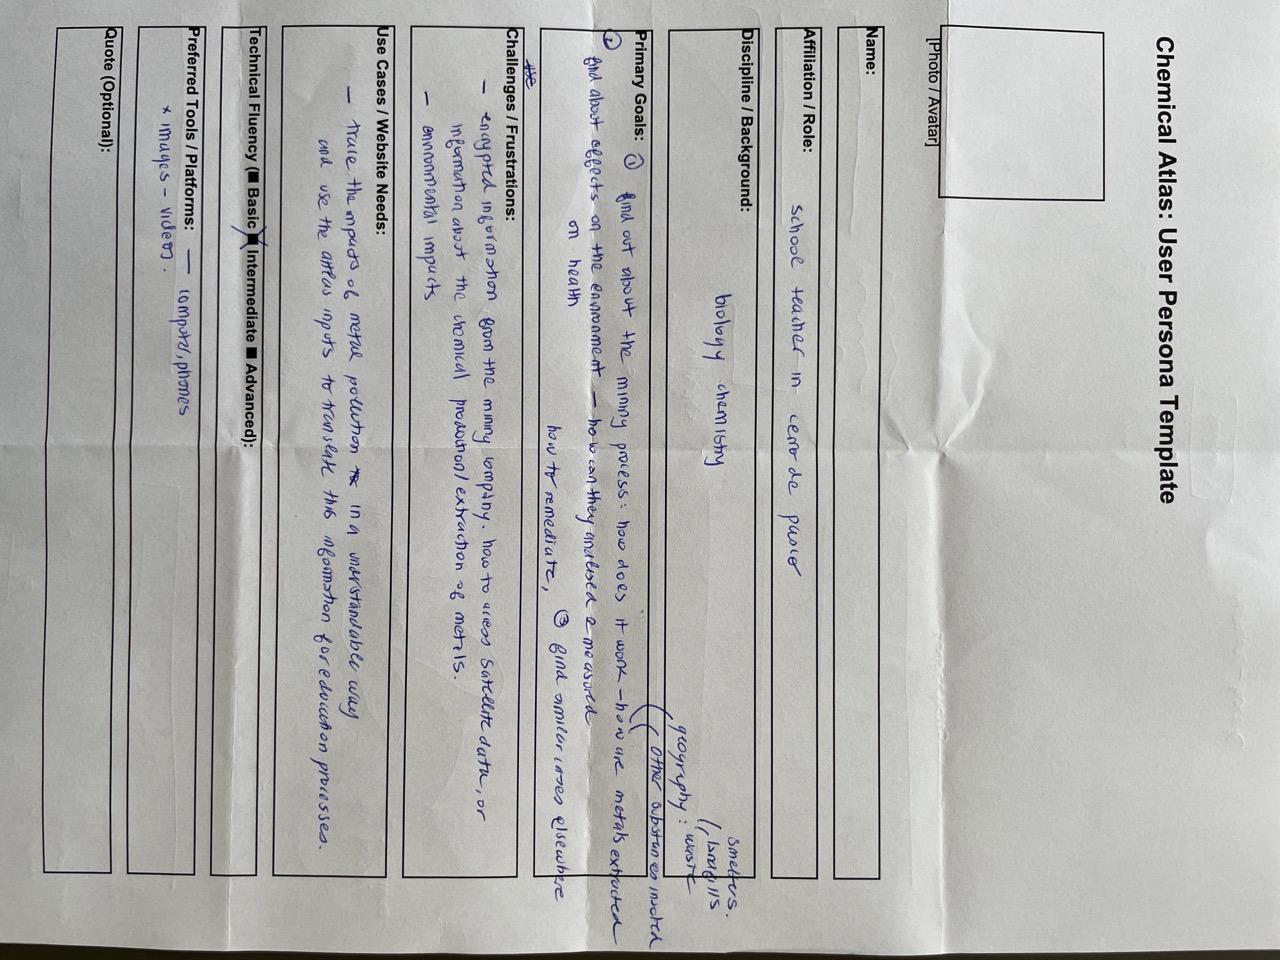 Chemical Atlas: User Persona Template
[Photo / Avatar]
Name:
Affiliation / Role:
school teacher in cerro de pasco
Discipline / Background:
biology chemistry
smelters.
landfills
geography: waste
other substances involved
Primary Goals: ① find out about the mining process: how does it work – how are metals extracted
② find about effects on the environment – how can they analised & measured
on health
how to remediate, ③ find similar cases elsewhere
use
Challenges / Frustrations:
– encrypted information from the mining company. how to access satellite data, or
information about the chemical production/extraction of metals.
– environmental impacts
Use Cases / Website Needs:
– trace the impacts of metal pollution in a understandable way
and use the attlas inputs to translate this information for education processes.
Technical Fluency (■ Basic ■ Intermediate ■ Advanced):
Preferred Tools / Platforms: — computer, phones
* images – videos.
Quote (Optional):